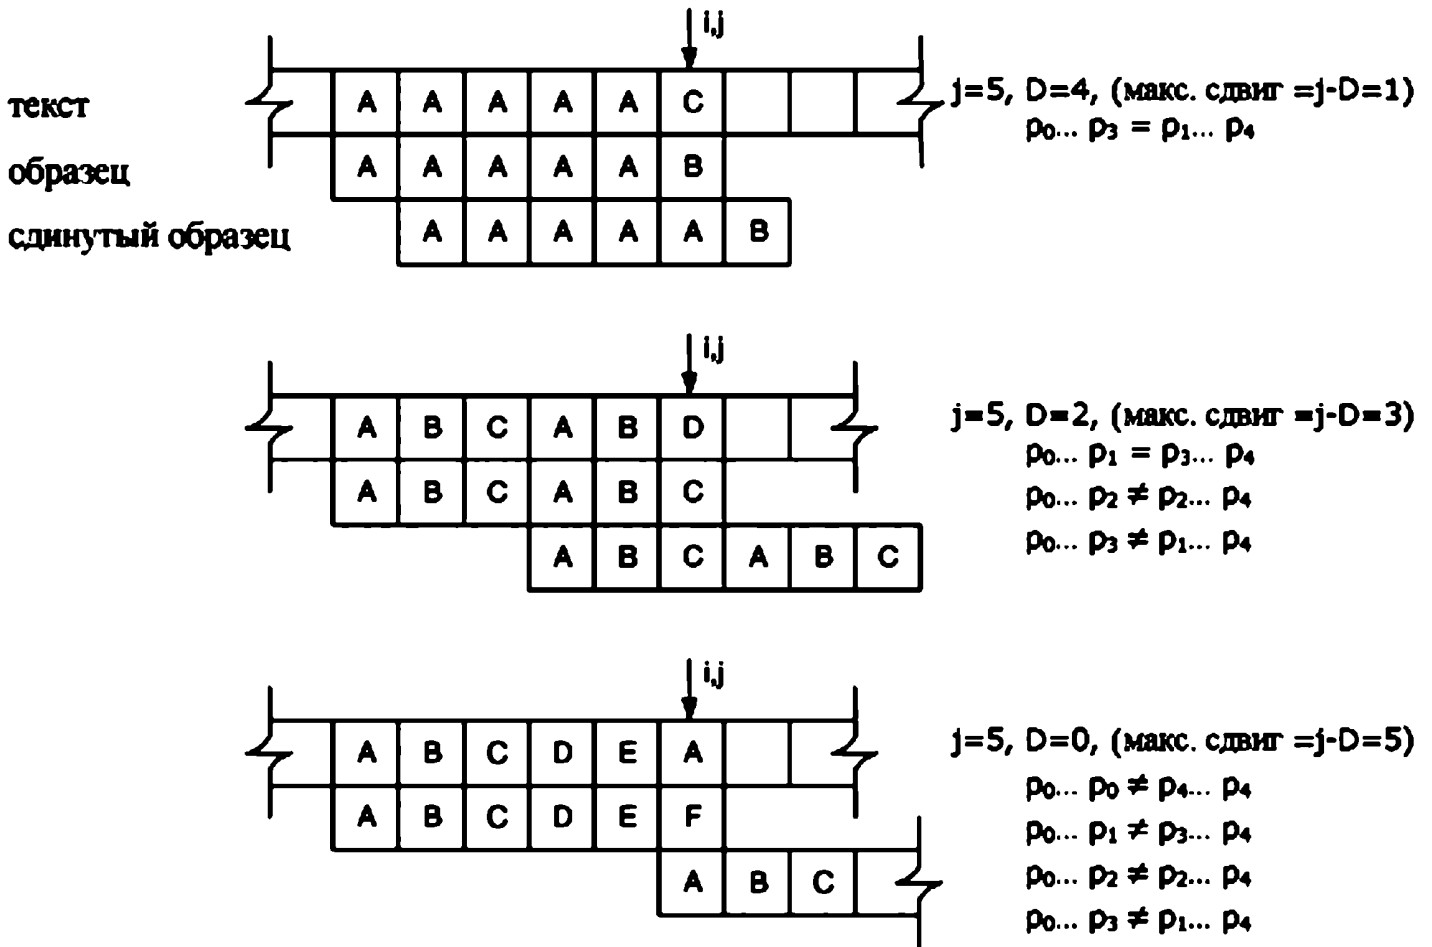 i,j
текст A A A A A C j=5, D=4, (макс. сдвиг =j-D=1)
p₀... p₃ = p₁... p₄
образец A A A A A B
сдинутый образец A A A A A B
i,j
A B C A B D j=5, D=2, (макс. сдвиг =j-D=3)
p₀... p₁ = p₃... p₄
A B C A B C p₀... p₂ ≠ p₂... p₄
A B C A B C p₀... p₃ ≠ p₁... p₄
i,j
A B C D E A j=5, D=0, (макс. сдвиг =j-D=5)
p₀... p₀ ≠ p₄... p₄
A B C D E F p₀... p₁ ≠ p₃... p₄
A B C p₀... p₂ ≠ p₂... p₄
p₀... p₃ ≠ p₁... p₄